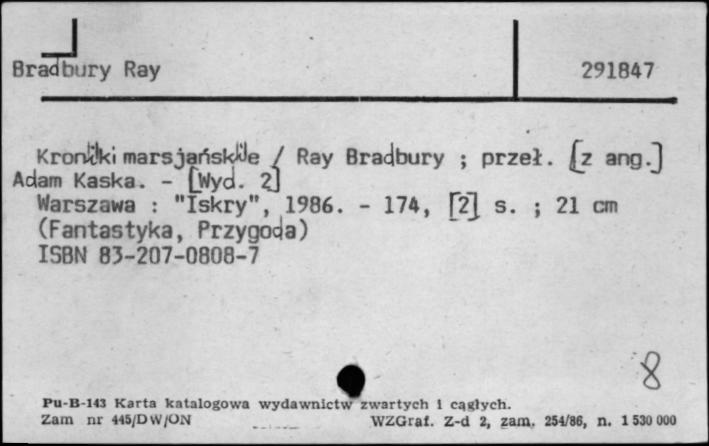 Bradbury Ray 291847
Kroniki marsjańskie / Ray Bradbury ; przeł. [z ang.]
Adam Kaska. - [Wyd. 2]
Warszawa : "Iskry", 1986. - 174, [2] s. ; 21 cm
(Fantastyka, Przygoda)
ISBN 83-207-0808-7
8
Pu-B-143 Karta katalogowa wydawnictw zwartych i cągłych.
Zam nr 445/DW/ON WZGraf. Z-d 2, zam. 254/86, n. 1 530 000